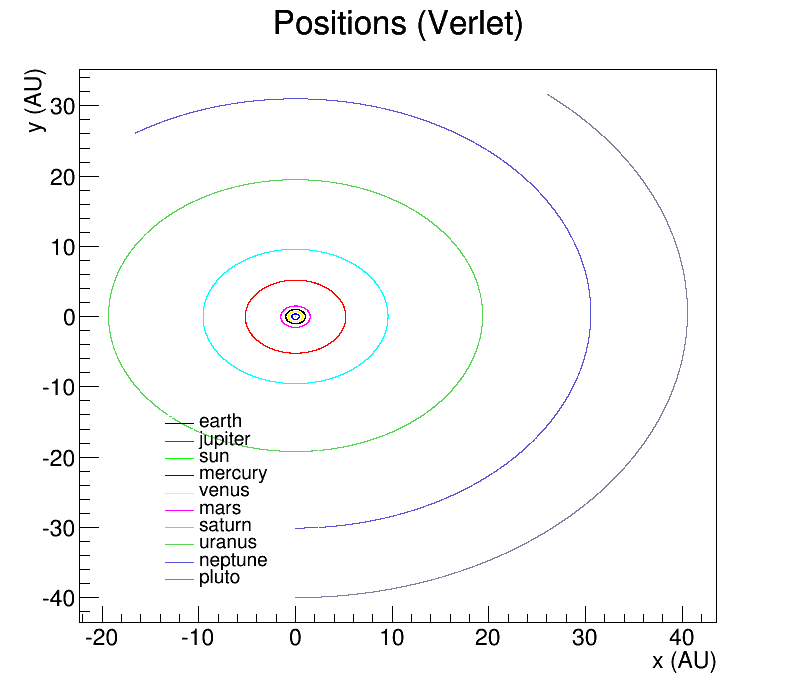 Positions (Verlet)
y (AU)
30
20
10
0
-10
-20
-30
-40
earth
jupiter
sun
mercury
venus
mars
saturn
uranus
neptune
pluto
-20 -10 0 10 20 30 40
x (AU)